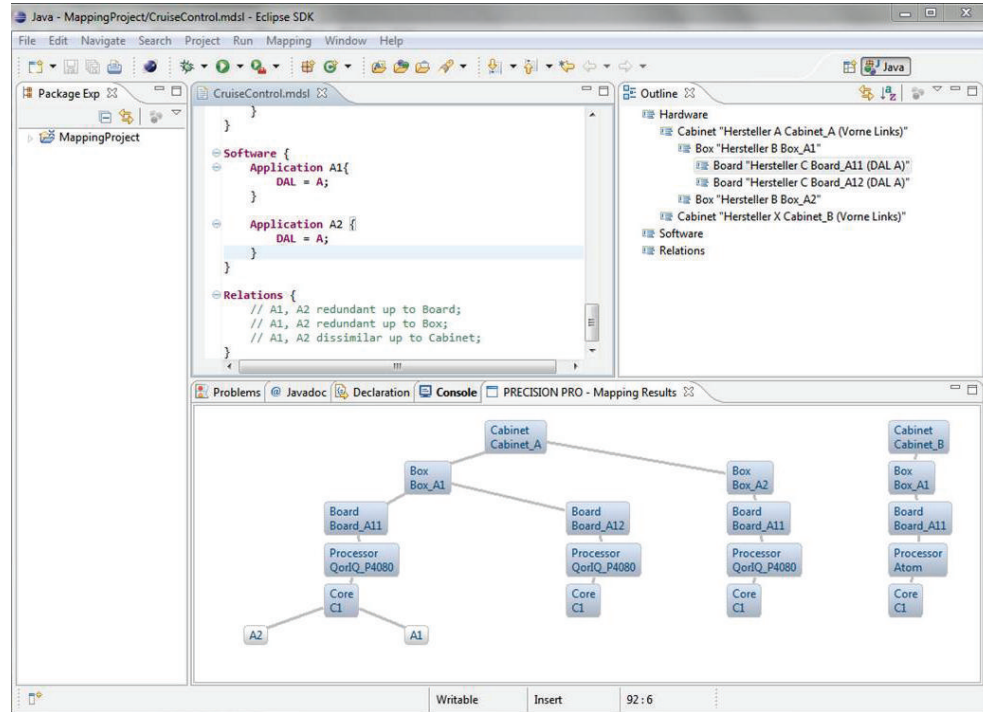 Java - MappingProject/CruiseControl.mdsl - Eclipse SDK
File Edit Navigate Search Project Run Mapping Window Help
Java
Package Exp
MappingProject
CruiseControl.mdsl
}
}
Software {
Application A1{
DAL = A;
}
Application A2 {
DAL = A;
}
}
Relations {
// A1, A2 redundant up to Board;
// A1, A2 redundant up to Box;
// A1, A2 dissimilar up to Cabinet;
}
Outline
Hardware
Cabinet "Hersteller A Cabinet_A (Vorne Links)"
Box "Hersteller B Box_A1"
Board "Hersteller C Board_A11 (DAL A)"
Board "Hersteller C Board_A12 (DAL A)"
Box "Hersteller B Box_A2"
Cabinet "Hersteller X Cabinet_B (Vorne Links)"
Software
Relations
Problems @ Javadoc Declaration Console PRECISION PRO - Mapping Results
Cabinet
Cabinet_A
Cabinet
Cabinet_B
Box
Box_A1
Box
Box_A2
Box
Box_A1
Board
Board_A11
Board
Board_A12
Board
Board_A11
Board
Board_A11
Processor
QorIQ_P4080
Processor
QorIQ_P4080
Processor
QorIQ_P4080
Processor
Atom
Core
C1
Core
C1
Core
C1
Core
C1
A2
A1
Writable Insert 92 : 6